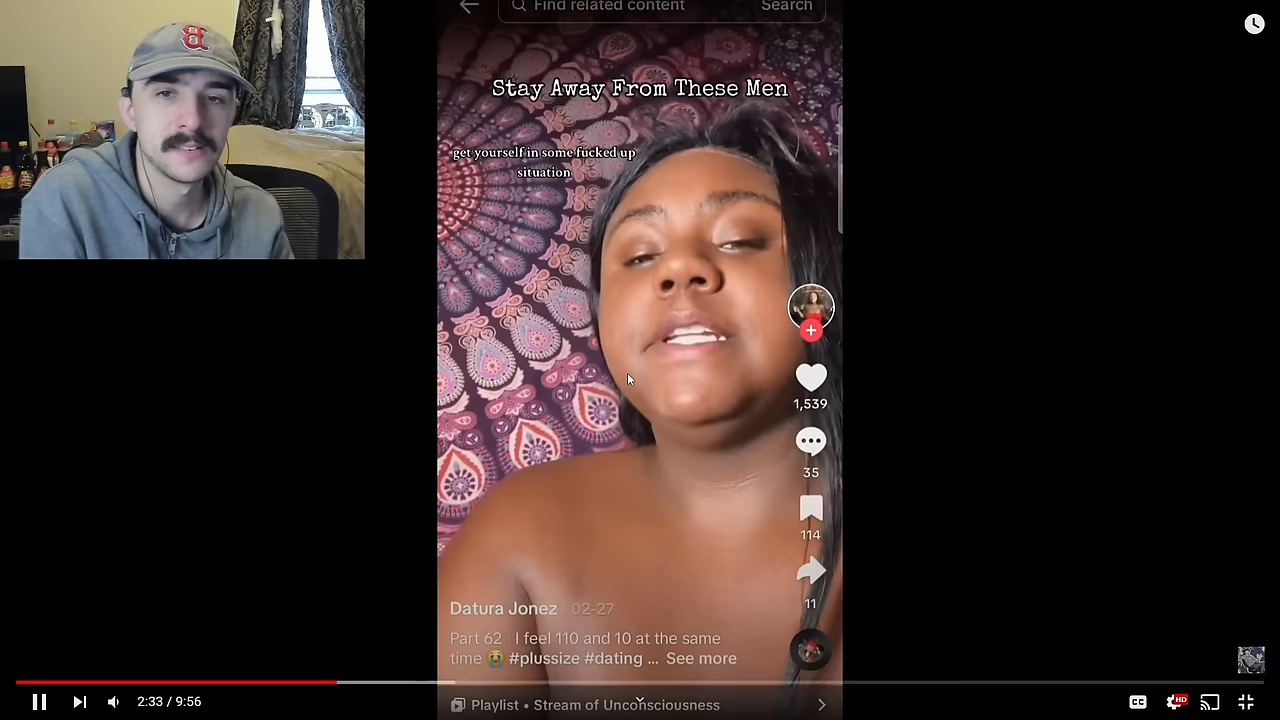 B
Find related content
Search
Stay Away From These Men
get yourself in some fucked up
situation
1,539
35
114
11
Datura Jonez · 02-27
Part 62 | I feel 110 and 10 at the same
time 😭 #plussize #dating ... See more
Playlist • Stream of Unconsciousness
2:33 / 9:56
CC
HD